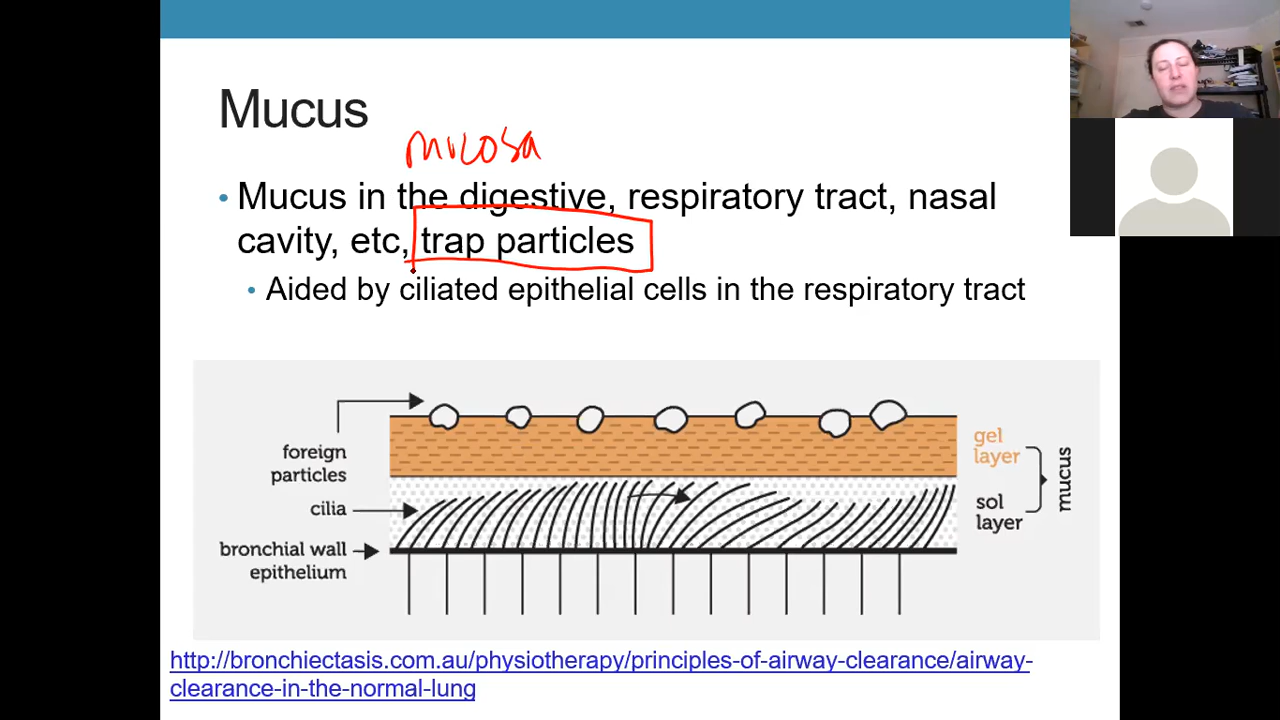 Mucus
mucosa
• Mucus in the digestive, respiratory tract, nasal
cavity, etc, trap particles
• Aided by ciliated epithelial cells in the respiratory tract
foreign
particles
cilia
bronchial wall
epithelium
gel
layer
sol
layer
mucus
http://bronchiectasis.com.au/physiotherapy/principles-of-airway-clearance/airway-
clearance-in-the-normal-lung